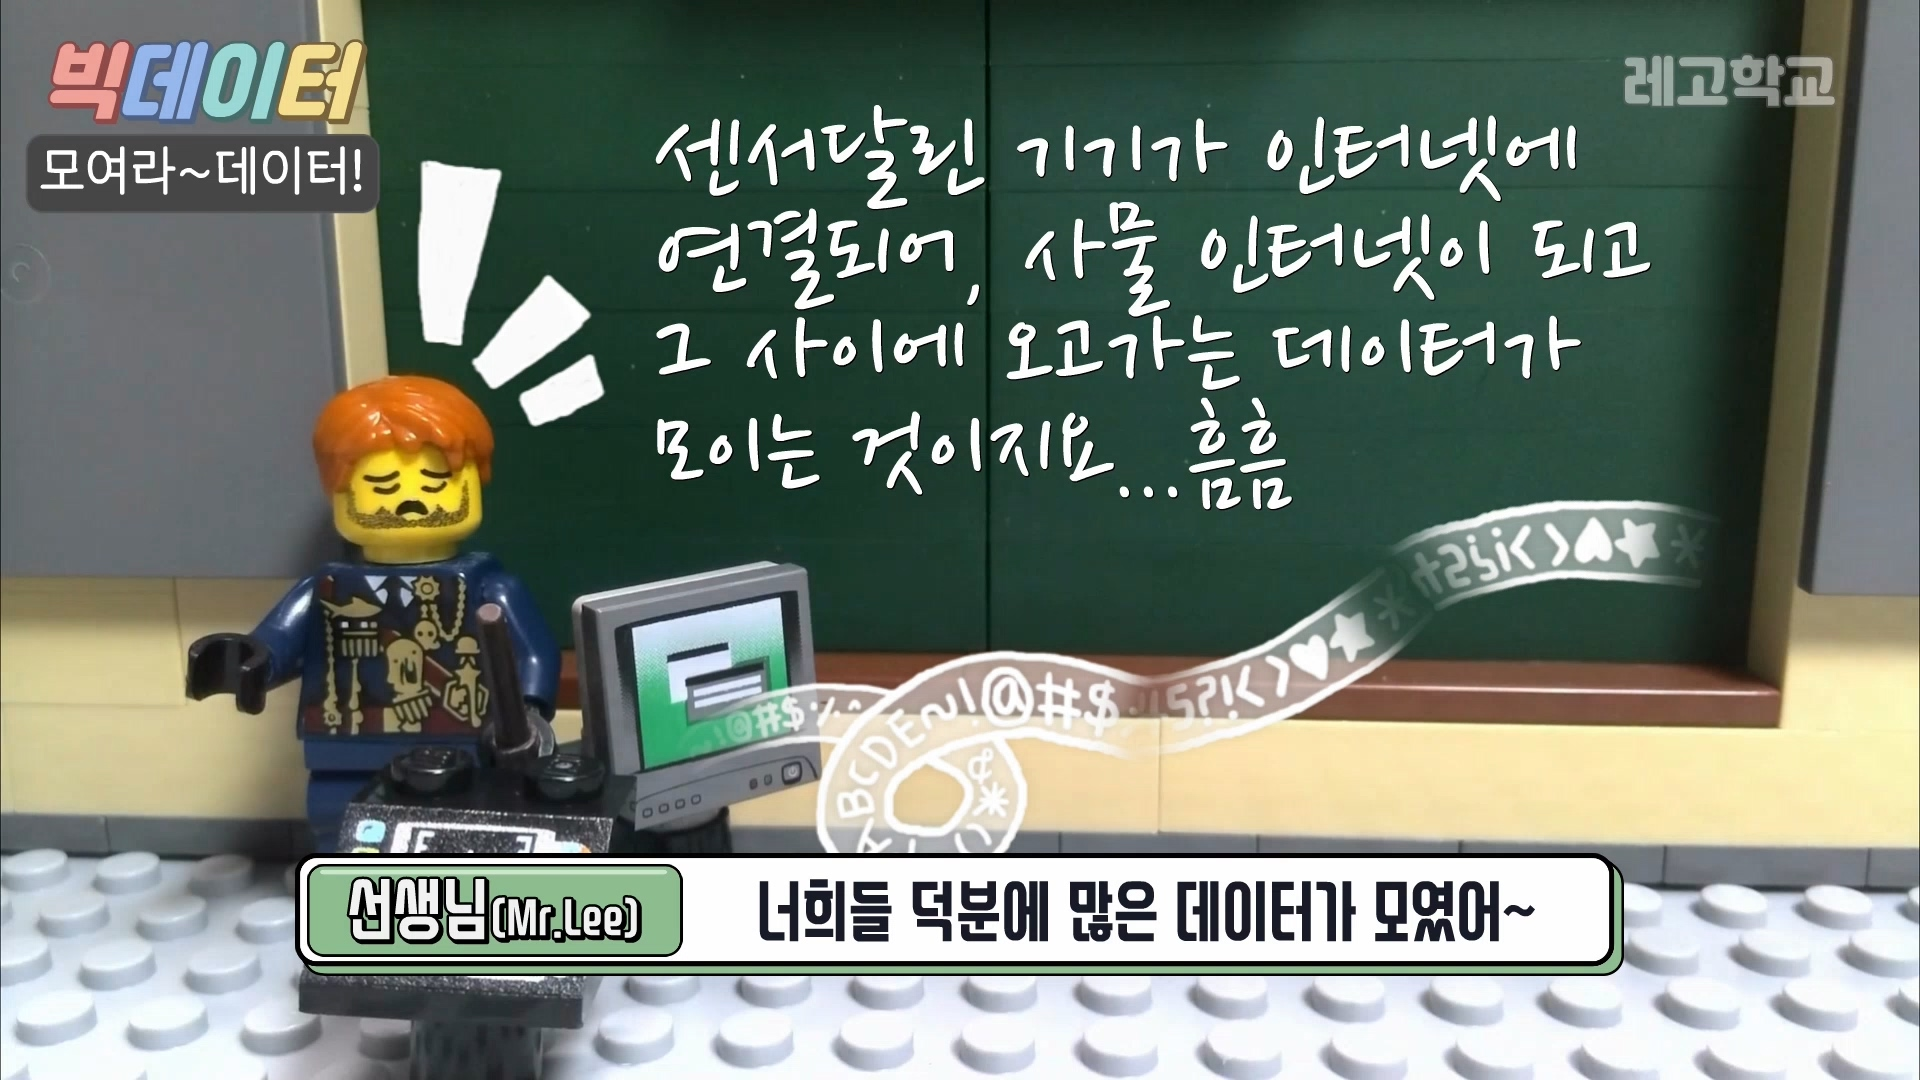 빅데이터
모여라~데이터!
레고학교
센서달린 기기가 인터넷에
연결되어, 사물 인터넷이 되고
그 사이에 오고가는 데이터가
모이는 것이지요...흠흠
@#$%^
ABCDEN!@#$
&*()
5?!<>♥★*
<>♥★*
선생님(Mr.Lee)
너희들 덕분에 많은 데이터가 모였어~